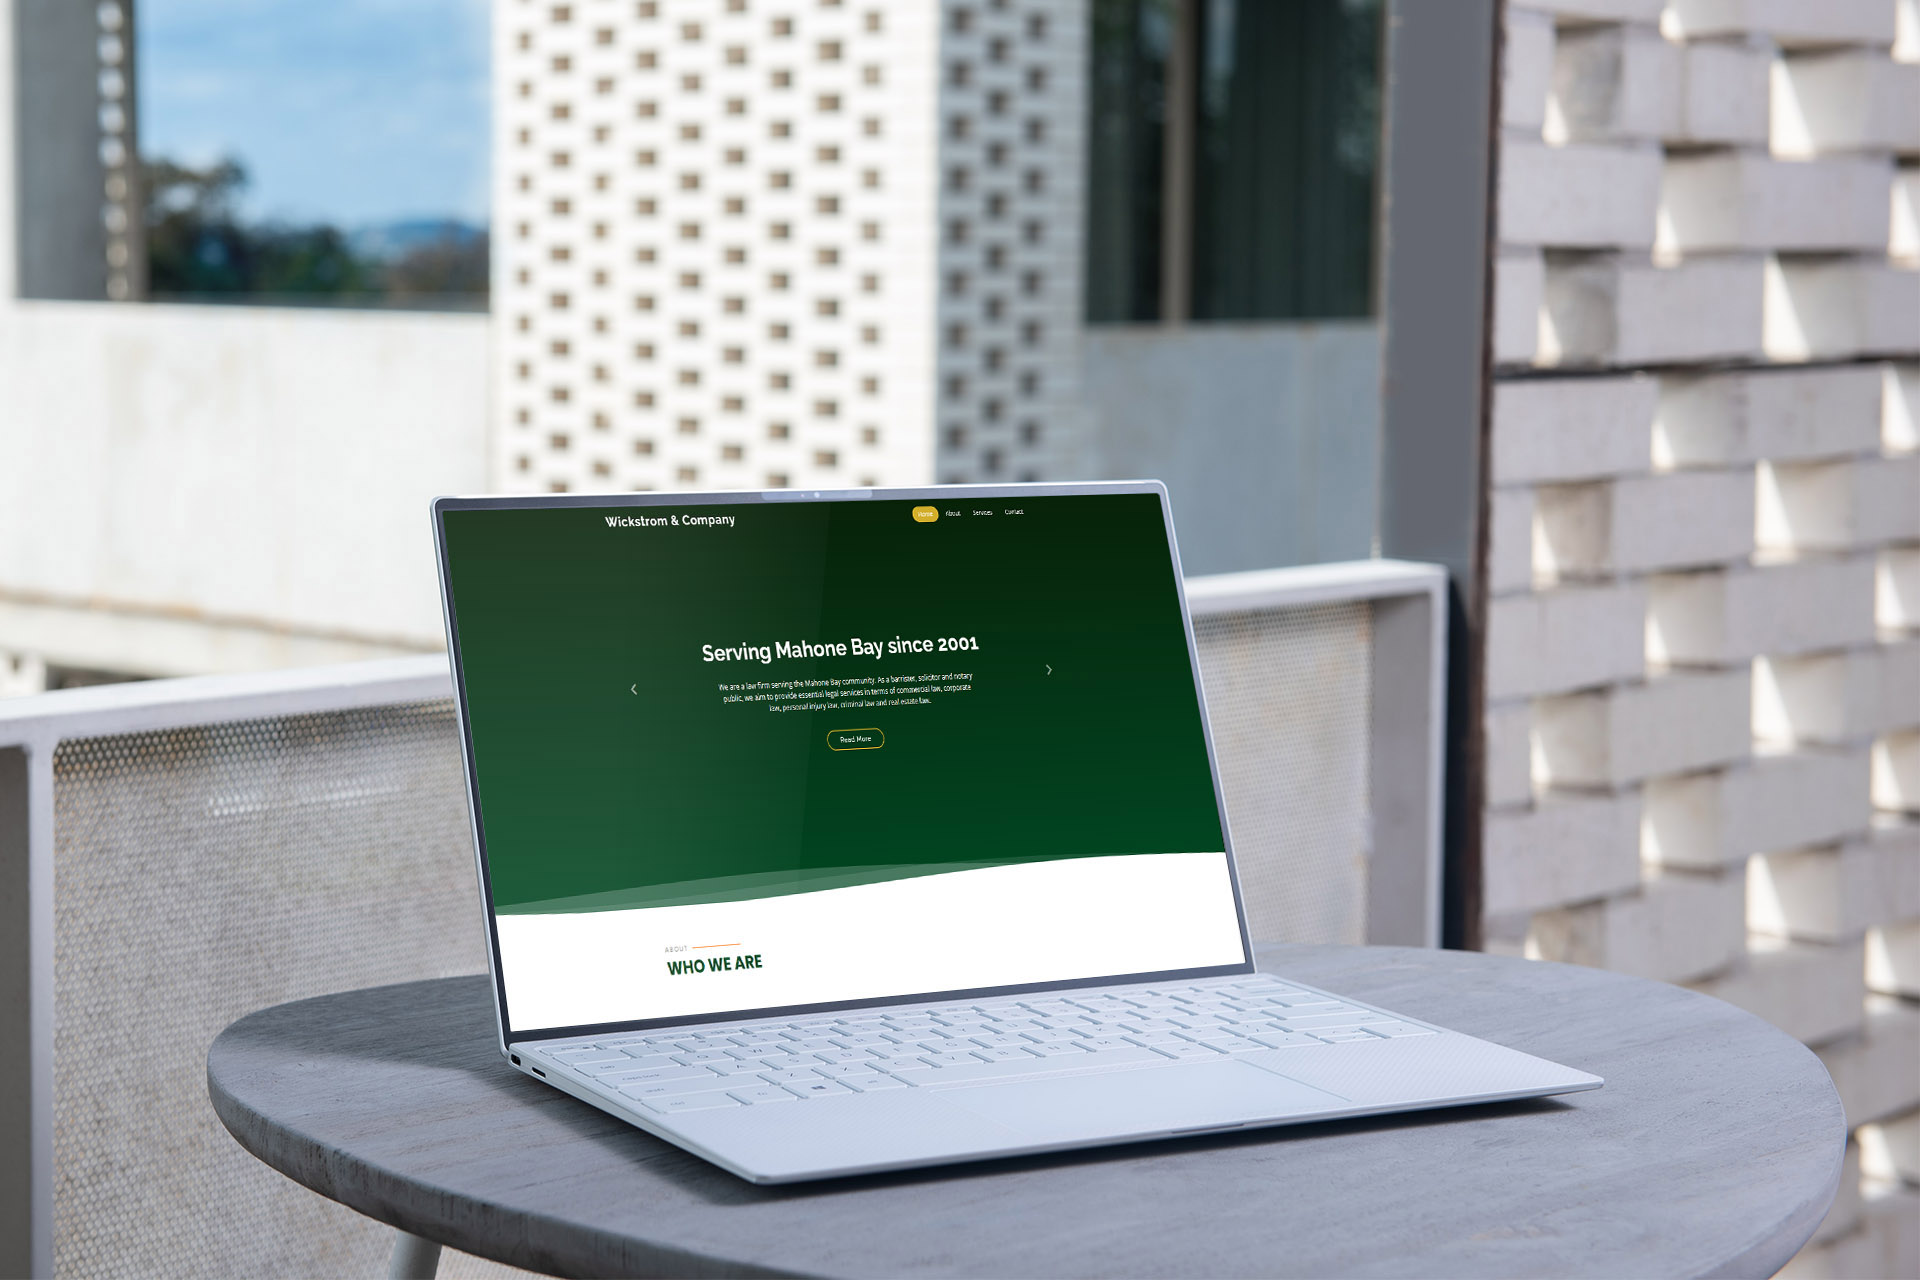 Wickstrom & Company
Home About Services Contact
Serving Mahone Bay since 2001
We are a law firm serving the Mahone Bay community. As a barrister, solicitor and notary
public, we aim to provide essential legal services in terms of commercial law, corporate
law, personal injury law, criminal law and real estate law.
Read More
ABOUT
WHO WE ARE